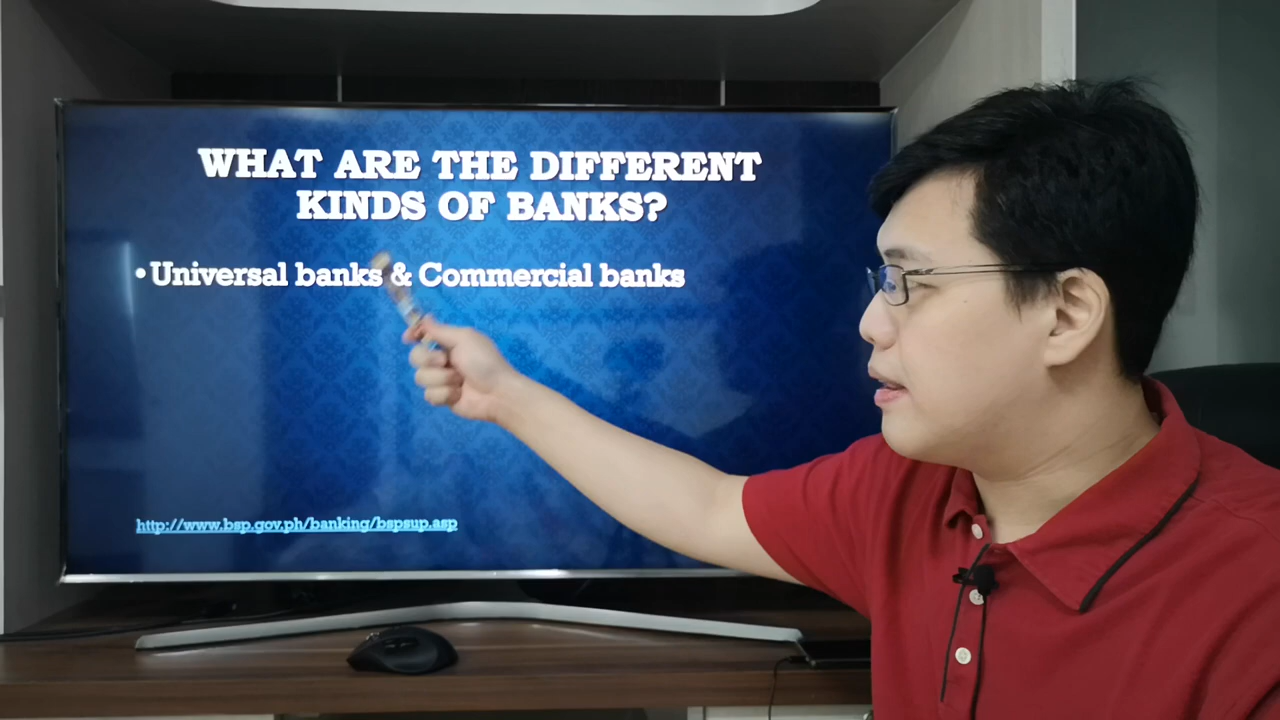 WHAT ARE THE DIFFERENT
KINDS OF BANKS?
•Universal banks & Commercial banks
http://www.bsp.gov.ph/banking/bspsup.asp